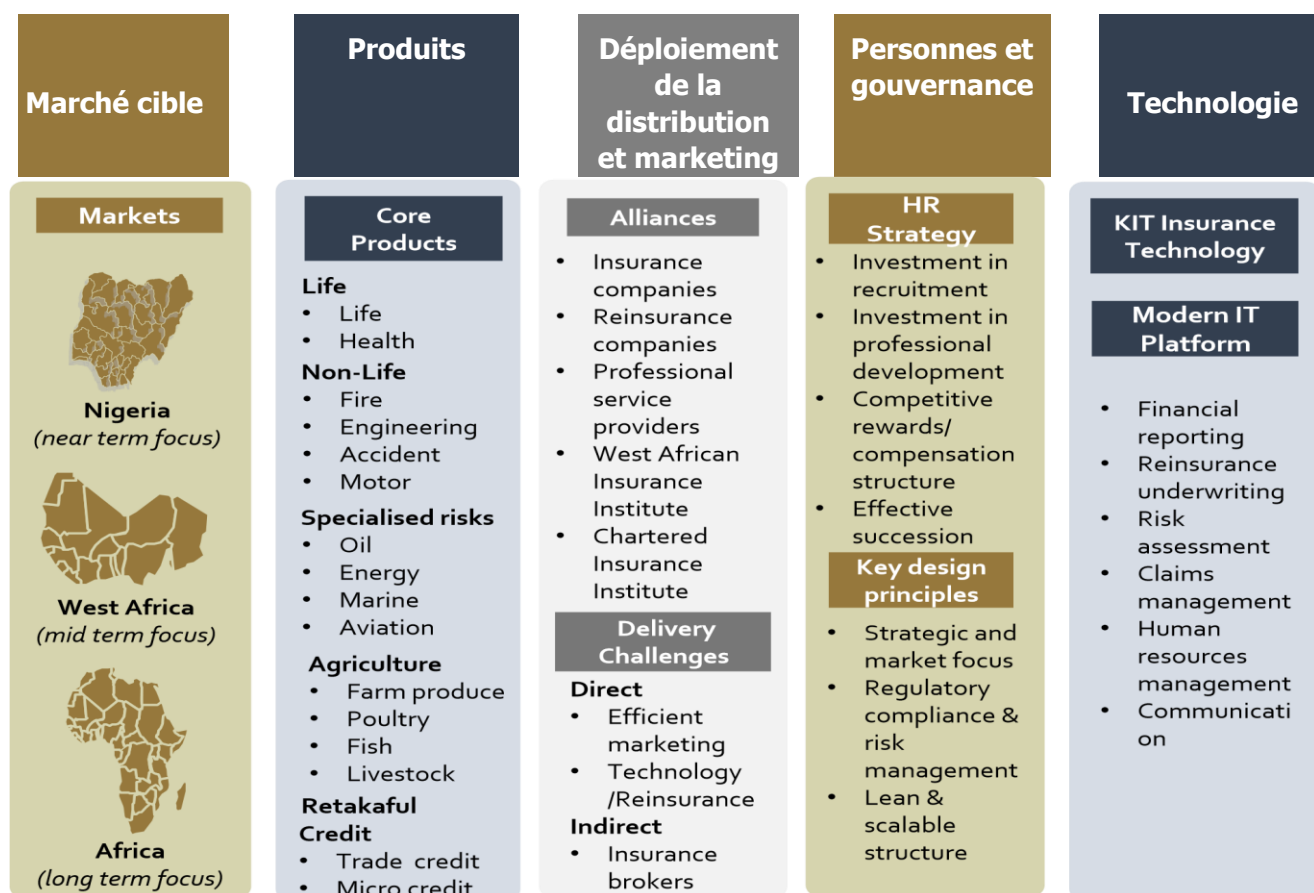 Marché cible
Markets
Nigeria
(near term focus)
West Africa
(mid term focus)
Africa
(long term focus)
Produits
Core
Products
Life
• Life
• Health
Non-Life
• Fire
• Engineering
• Accident
• Motor
Specialised risks
• Oil
• Energy
• Marine
• Aviation
Agriculture
• Farm produce
• Poultry
• Fish
• Livestock
Retakaful
Credit
• Trade credit
• Micro credit
Déploiement
de la
distribution
et marketing
Alliances
• Insurance
companies
• Reinsurance
companies
• Professional
service
providers
• West African
Insurance
Institute
• Chartered
Insurance
Institute
Delivery
Challenges
Direct
• Efficient
marketing
• Technology
/Reinsurance
Indirect
• Insurance
brokers
Personnes et
gouvernance
HR
Strategy
• Investment in
recruitment
• Investment in
professional
development
• Competitive
rewards/
compensation
structure
• Effective
succession
Key design
principles
• Strategic and
market focus
• Regulatory
compliance &
risk
management
• Lean &
scalable
structure
Technologie
KIT Insurance
Technology
Modern IT
Platform
• Financial
reporting
• Reinsurance
underwriting
• Risk
assessment
• Claims
management
• Human
resources
management
• Communicati
on